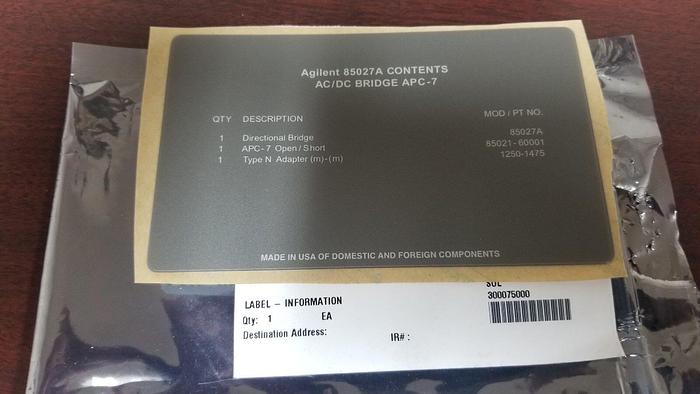 Agilent 85027A CONTENTS
AC/DC BRIDGE APC-7
QTY DESCRIPTION MOD / PT NO.
1 Directional Bridge 85027A
1 APC-7 Open / Short 85021-60001
1 Type N Adapter (m)-(m) 1250-1475
MADE IN USA OF DOMESTIC AND FOREIGN COMPONENTS
300075000
LABEL - INFORMATION
Qty: 1 EA
Destination Address: IR# :